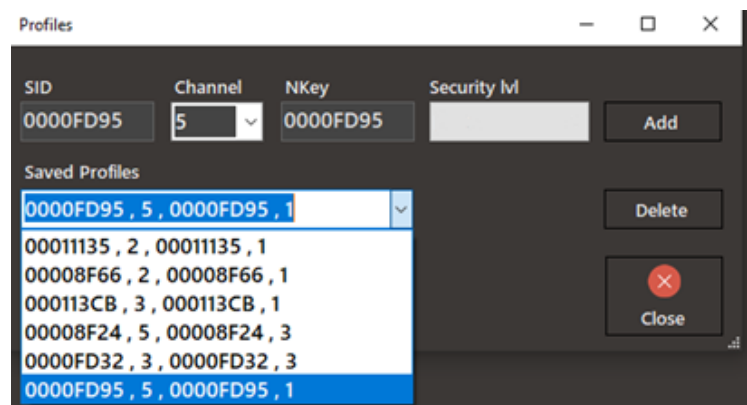 Profiles
SID Channel NKey Security lvl
0000FD95 5 0000FD95 Add
Saved Profiles
0000FD95 , 5 , 0000FD95 , 1 Delete
00011135 , 2 , 00011135 , 1
00008F66 , 2 , 00008F66 , 1
000113CB , 3 , 000113CB , 1
00008F24 , 5 , 00008F24 , 3
0000FD32 , 3 , 0000FD32 , 3
0000FD95 , 5 , 0000FD95 , 1
Close